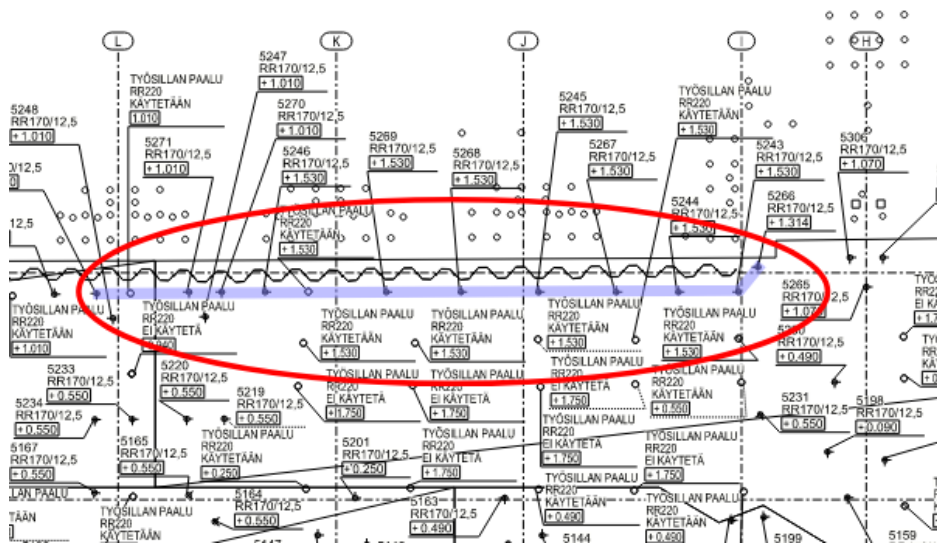 L
K
J
I
H
5247
RR170/12,5
+ 1.010
TYÖSILLAN PAALU
RR220
KÄYTETÄÄN
1.010
5248
RR170/12,5
+ 1.010
5271
RR170/12,5
+ 1.010
5270
RR170/12,5
+ 1.010
5246
RR170/12,5
+ 1.530
5269
RR170/12,5
+ 1.530
5268
RR170/12,5
+ 1.530
5245
RR170/12,5
+ 1.530
5267
RR170/12,5
+ 1.530
TYÖSILLAN PAALU
RR220
KÄYTETÄÄN
+ 1.530
5243
RR170/12,5
+ 1.530
5306
RR170/12,5
+ 1.070
5244
RR170/12,5
+ 1.530
5266
RR170/12,5
+ 1.314
TYÖSILLAN PAALU
RR220
KÄYTETÄÄN
+ 1.530
5265
RR170/12,5
RR170/12,5
+ 0.490
TYÖSILLAN PAALU
RR220
KÄYTETÄÄN
+ 1.010
TYÖSILLAN PAALU
RR220
EI KÄYTETÄ
TYÖSILLAN PAALU
RR220
KÄYTETÄÄN
+ 1.530
TYÖSILLAN PAALU
RR220
KÄYTETÄÄN
+ 1.530
TYÖSILLAN PAALU
RR220
KÄYTETÄÄN
+ 1.530
TYÖSILLAN PAALU
RR220
KÄYTETÄÄN
+ 1.530
5233
RR170/12,5
+ 0.550
5220
RR170/12,5
+ 0.550
5219
RR170/12,5
+ 0.550
TYÖSILLAN PAALU
RR220
EI KÄYTETÄ
+1.750
TYÖSILLAN PAALU
RR220
EI KÄYTETÄ
+ 1.750
TYÖSILLAN PAALU
RR220
EI KÄYTETÄ
+ 1.750
TYÖSILLAN PAALU
RR220
KÄYTETÄÄN
+ 0.550
5231
RR170/12,5
+ 0.550
5198
RR170/12,5
+ 0.090
5234
RR170/12,5
+ 0.550
5167
RR170/12,5
+ 0.550
5165
RR170/12,5
+ 0.550
TYÖSILLAN PAALU
RR220
KÄYTETÄÄN
+ 0.250
5201
RR170/12,5
+ 0.250
TYÖSILLAN PAALU
RR220
EI KÄYTETÄ
+ 1.750
TYÖSILLAN PAALU
RR220
EI KÄYTETÄ
+ 1.750
TYÖSILLAN PAALU
RR220
EI KÄYTETÄ
+ 1.750
5164
RR170/12,5
+ 0.550
5163
RR170/12,5
+ 0.490
TYÖSILLAN PAALU
RR220
KÄYTETÄÄN
+ 0.490
TYÖSILLAN PAALU
RR220
KÄYTETÄÄN
+ 0.490
TYÖSILLAN PAALU
RR220
KÄYTETÄÄN
5144
5199
5159